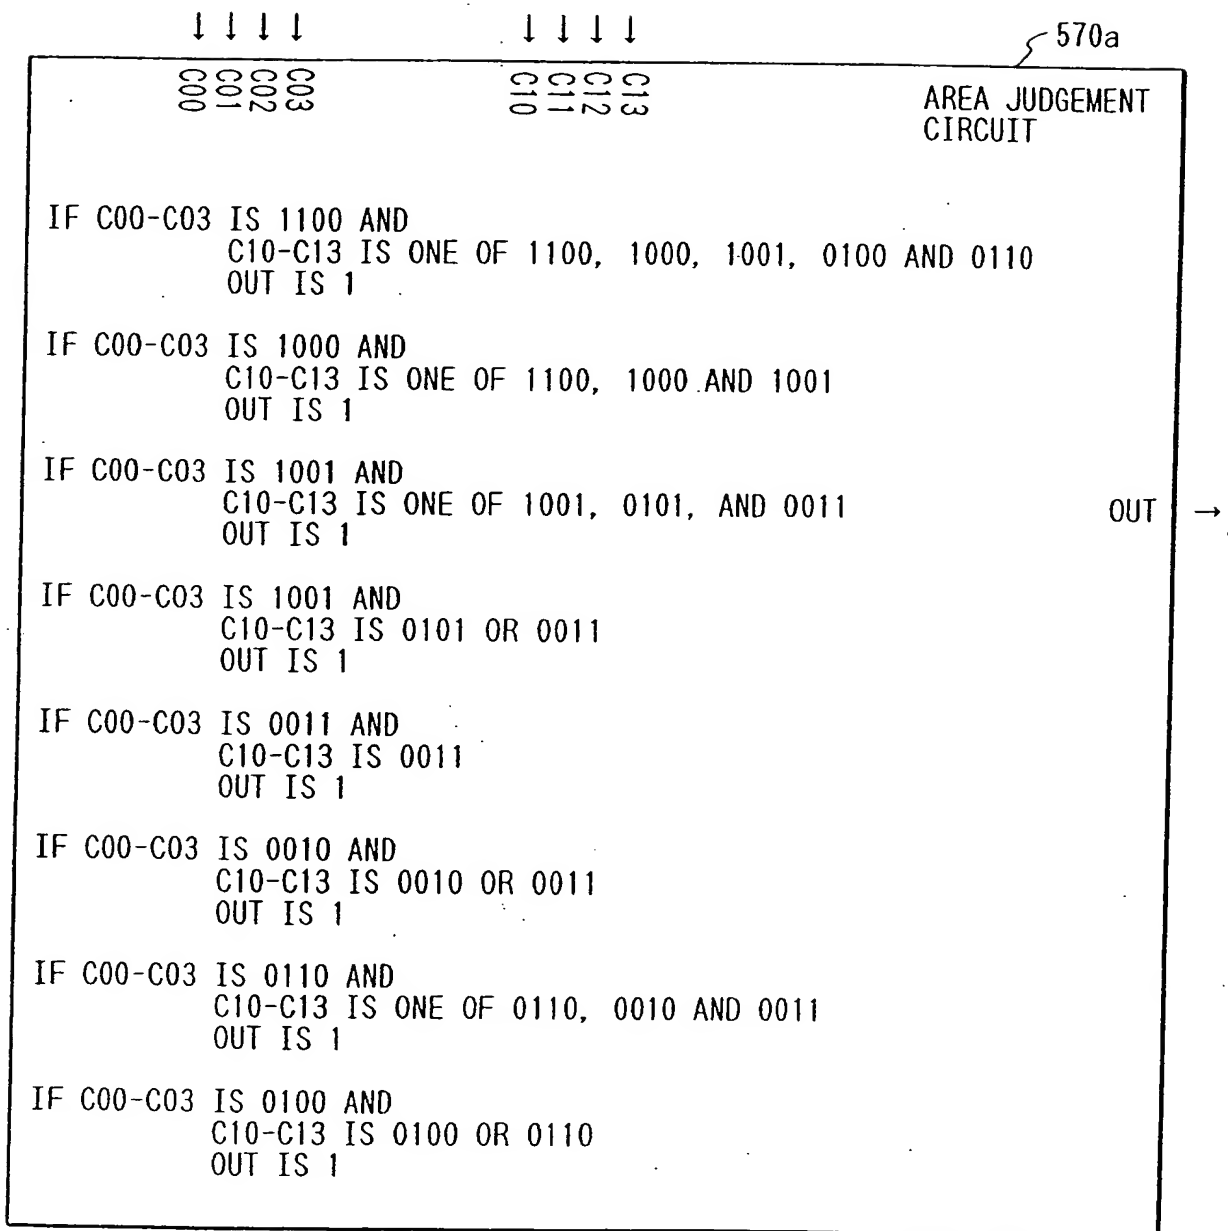 ↓ ↓ ↓ ↓ ↓ ↓ ↓ ↓
570a
C00 C01 C02 C03 C10 C11 C12 C13
AREA JUDGEMENT
CIRCUIT
IF C00-C03 IS 1100 AND
C10-C13 IS ONE OF 1100, 1000, 1001, 0100 AND 0110
OUT IS 1
IF C00-C03 IS 1000 AND
C10-C13 IS ONE OF 1100, 1000 AND 1001
OUT IS 1
IF C00-C03 IS 1001 AND
C10-C13 IS ONE OF 1001, 0101, AND 0011
OUT IS 1
OUT →
IF C00-C03 IS 1001 AND
C10-C13 IS 0101 OR 0011
OUT IS 1
IF C00-C03 IS 0011 AND
C10-C13 IS 0011
OUT IS 1
IF C00-C03 IS 0010 AND
C10-C13 IS 0010 OR 0011
OUT IS 1
IF C00-C03 IS 0110 AND
C10-C13 IS ONE OF 0110, 0010 AND 0011
OUT IS 1
IF C00-C03 IS 0100 AND
C10-C13 IS 0100 OR 0110
OUT IS 1